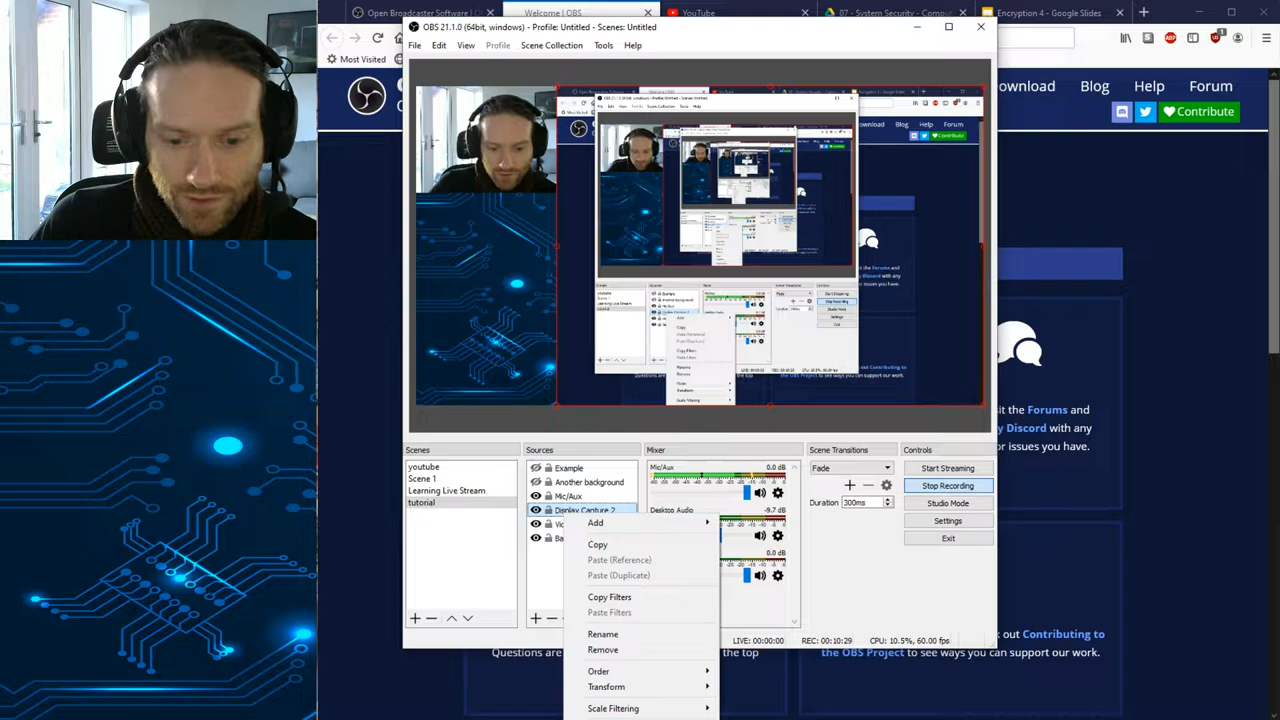 Open Broadcaster Software | O
Welcome | OBS
YouTube
07 - System Security - Compu
Encryption 4 - Google Slides
OBS 21.1.0 (64bit, windows) - Profile: Untitled - Scenes: Untitled
File Edit View Profile Scene Collection Tools Help
Most Visited
ownload Blog Help Forum
Contribute
Scenes
youtube
Scene 1
Learning Live Stream
tutorial
Sources
Example
Another background
Mic/Aux
Display Capture 2
Vi
Ba
Mixer
Mic/Aux 0.0 dB
Desktop Audio -9.7 dB
0.0 dB
Scene Transitions
Fade
Duration 300ms
Controls
Start Streaming
Stop Recording
Studio Mode
Settings
Exit
Add
Copy
Paste (Reference)
Paste (Duplicate)
Copy Filters
Paste Filters
Rename
Remove
Order
Transform
Scale Filtering
LIVE: 00:00:00 REC: 00:10:29 CPU: 10.5%, 60.00 fps
sit the Forums and
y Discord with any
or issues you have.
out Contributing to
Questions are the top
the OBS Project to see ways you can support our work.